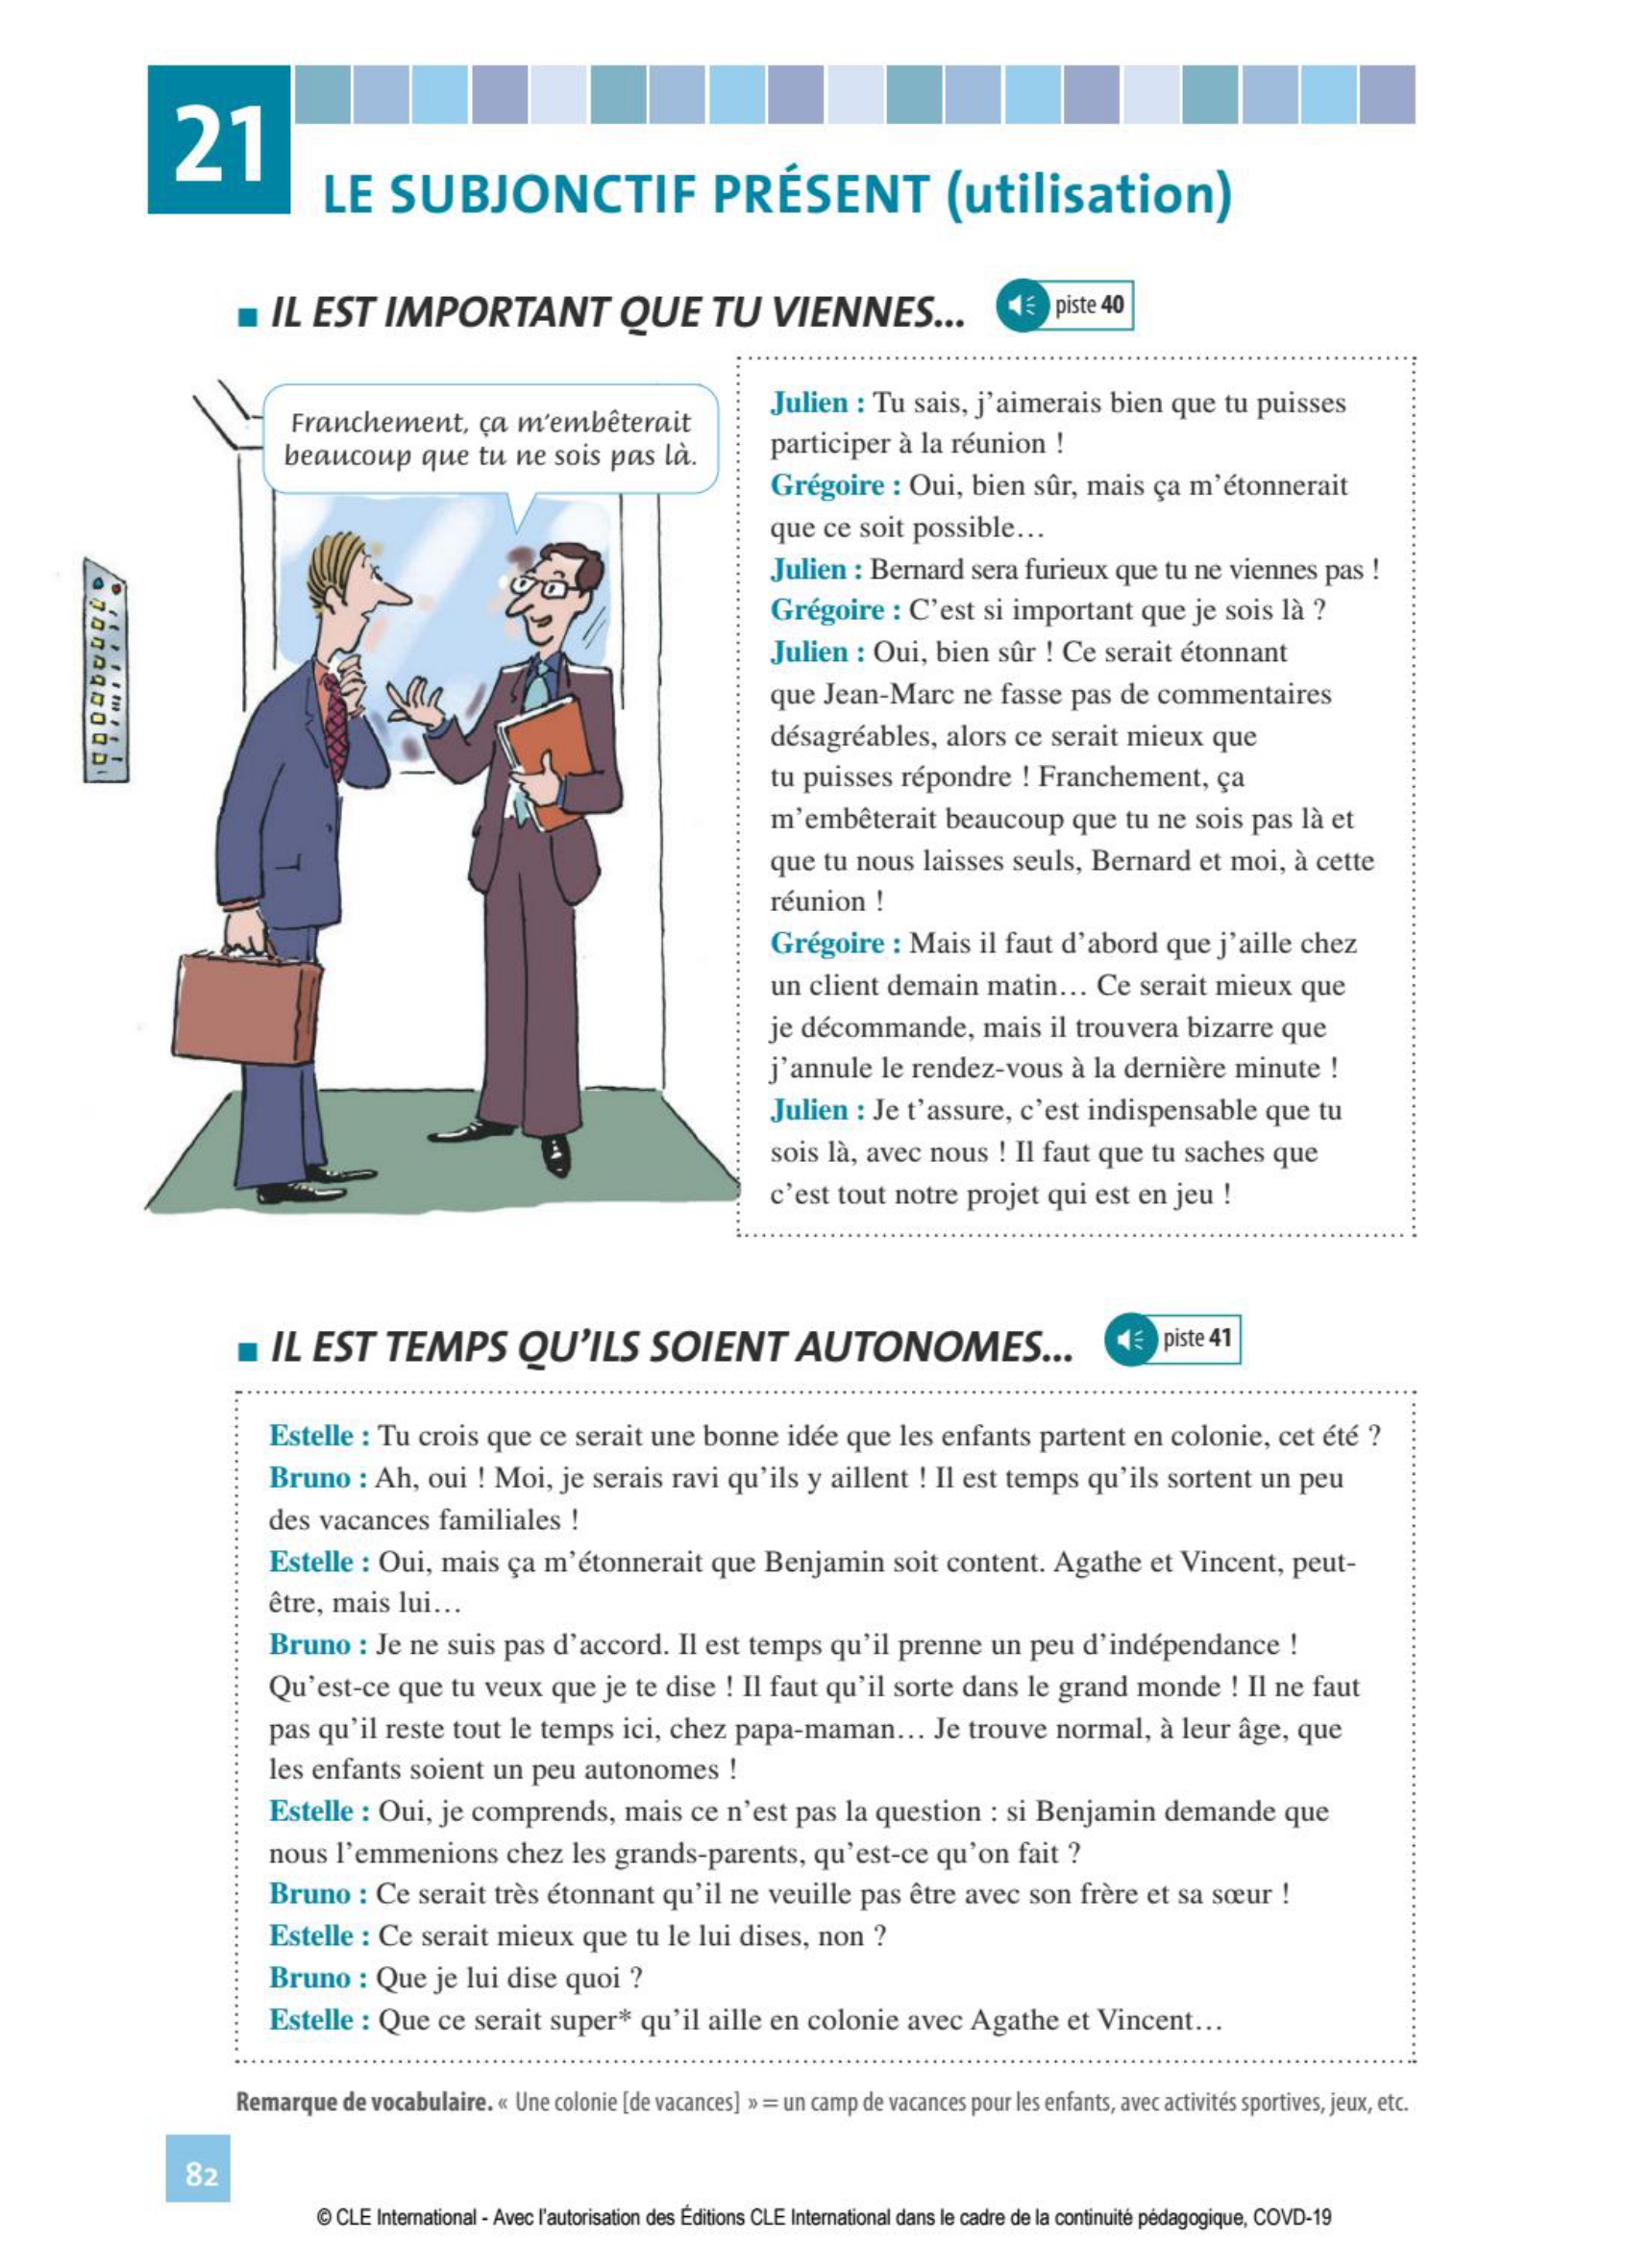 21
LE SUBJONCTIF PRÉSENT (utilisation)
IL EST IMPORTANT QUE TU VIENNES...
piste 40
Franchement, ça m'embêterait
beaucoup que tu ne sois pas là.
Julien : Tu sais, j'aimerais bien que tu puisses
participer à la réunion !
Grégoire : Oui, bien sûr, mais ça m'étonnerait
que ce soit possible…
Julien : Bernard sera furieux que tu ne viennes pas !
Grégoire : C'est si important que je sois là ?
Julien : Oui, bien sûr ! Ce serait étonnant
que Jean-Marc ne fasse pas de commentaires
désagréables, alors ce serait mieux que
tu puisses répondre ! Franchement, ça
m'embêterait beaucoup que tu ne sois pas là et
que tu nous laisses seuls, Bernard et moi, à cette
réunion !
Grégoire : Mais il faut d'abord que j'aille chez
un client demain matin… Ce serait mieux que
je décommande, mais il trouvera bizarre que
j'annule le rendez-vous à la dernière minute !
Julien : Je t'assure, c'est indispensable que tu
sois là, avec nous ! Il faut que tu saches que
c'est tout notre projet qui est en jeu !
IL EST TEMPS QU'ILS SOIENT AUTONOMES...
piste 41
Estelle : Tu crois que ce serait une bonne idée que les enfants partent en colonie, cet été ?
Bruno : Ah, oui ! Moi, je serais ravi qu'ils y aillent ! Il est temps qu'ils sortent un peu
des vacances familiales !
Estelle : Oui, mais ça m'étonnerait que Benjamin soit content. Agathe et Vincent, peut-
être, mais lui…
Bruno : Je ne suis pas d'accord. Il est temps qu'il prenne un peu d'indépendance !
Qu'est-ce que tu veux que je te dise ! Il faut qu'il sorte dans le grand monde ! Il ne faut
pas qu'il reste tout le temps ici, chez papa-maman… Je trouve normal, à leur âge, que
les enfants soient un peu autonomes !
Estelle : Oui, je comprends, mais ce n'est pas la question : si Benjamin demande que
nous l'emmenions chez les grands-parents, qu'est-ce qu'on fait ?
Bruno : Ce serait très étonnant qu'il ne veuille pas être avec son frère et sa sœur !
Estelle : Ce serait mieux que tu le lui dises, non ?
Bruno : Que je lui dise quoi ?
Estelle : Que ce serait super* qu'il aille en colonie avec Agathe et Vincent…
Remarque de vocabulaire. « Une colonie [de vacances] » = un camp de vacances pour les enfants, avec activités sportives, jeux, etc.
82
© CLE International - Avec l'autorisation des Éditions CLE International dans le cadre de la continuité pédagogique, COVD-19